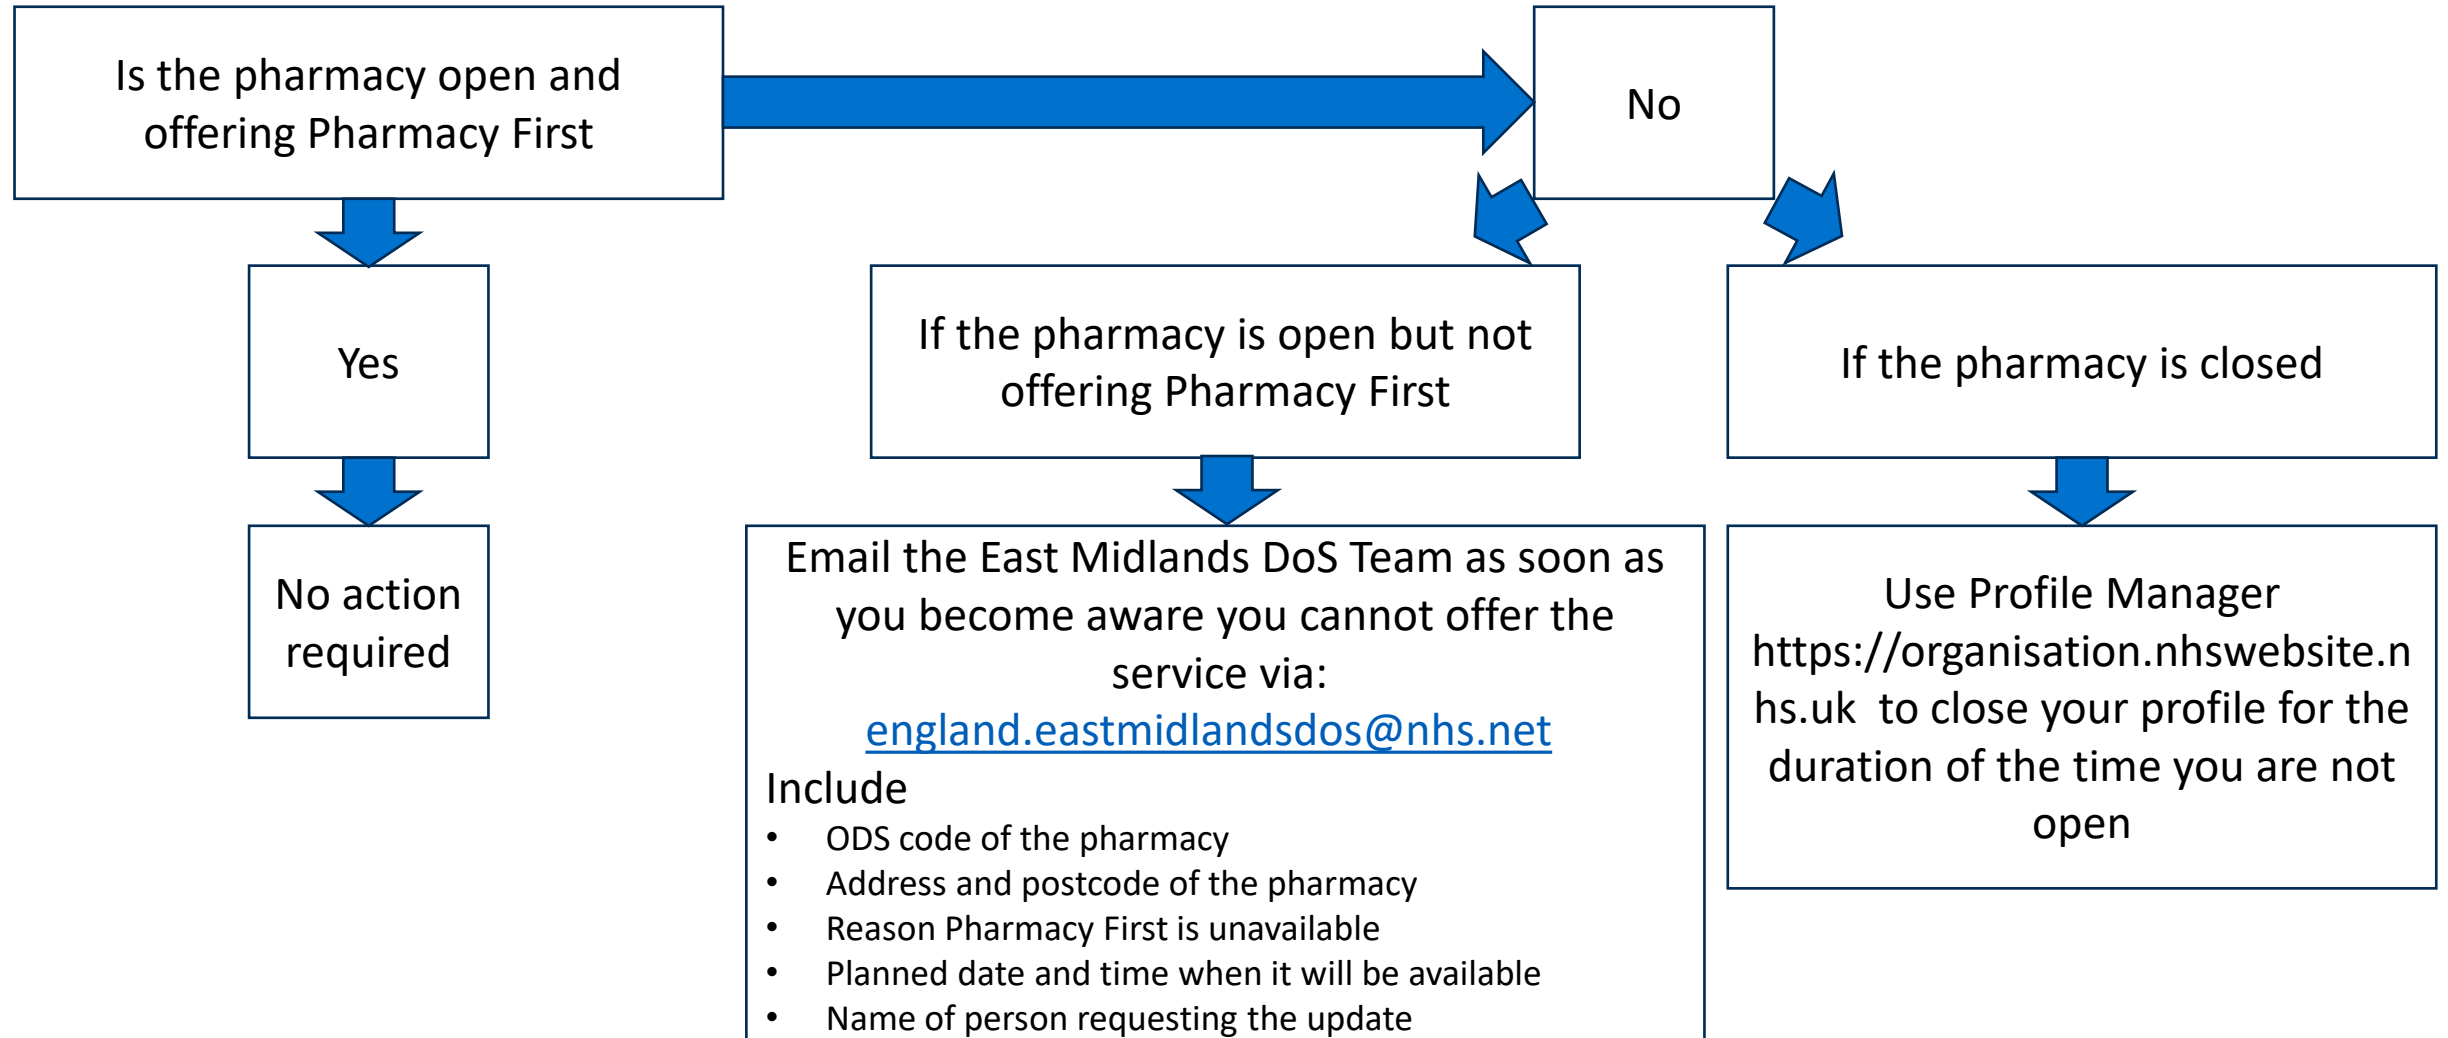 Is the pharmacy open and
offering Pharmacy First
No
Yes
If the pharmacy is open but not
offering Pharmacy First
If the pharmacy is closed
No action
required
Email the East Midlands DoS Team as soon as
you become aware you cannot offer the
service via:
england.eastmidlandsdos@nhs.net
Include
• ODS code of the pharmacy
• Address and postcode of the pharmacy
• Reason Pharmacy First is unavailable
• Planned date and time when it will be available
• Name of person requesting the update
Use Profile Manager
https://organisation.nhswebsite.n
hs.uk  to close your profile for the
duration of the time you are not
open